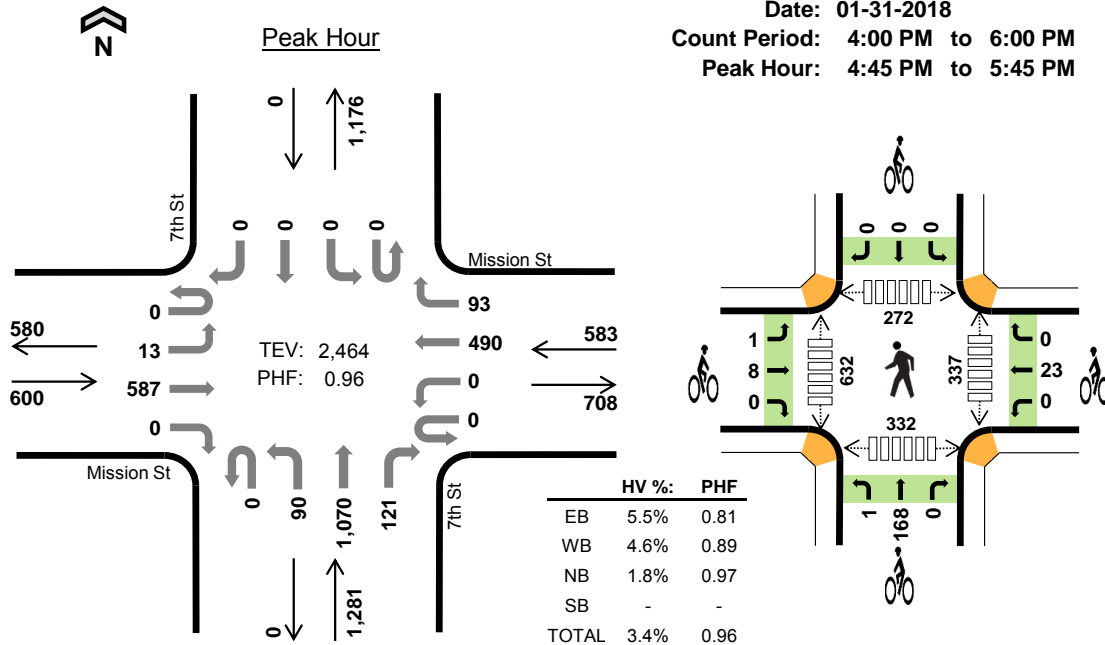 Date: 01-31-2018
Count Period: 4:00 PM to 6:00 PM
Peak Hour: 4:45 PM to 5:45 PM
N
Peak Hour
0
1,176
7th St
0 0 0 0
Mission St
0
13
587
0
580
600
TEV: 2,464
PHF: 0.96
93
490
0
0
583
708
Mission St
0 90 1,070 121
7th St
0
1,281
HV %: PHF
EB 5.5% 0.81
WB 4.6% 0.89
NB 1.8% 0.97
SB - -
TOTAL 3.4% 0.96
0 0 0
272
1
8
0
632
337
0
23
0
332
1 168 0